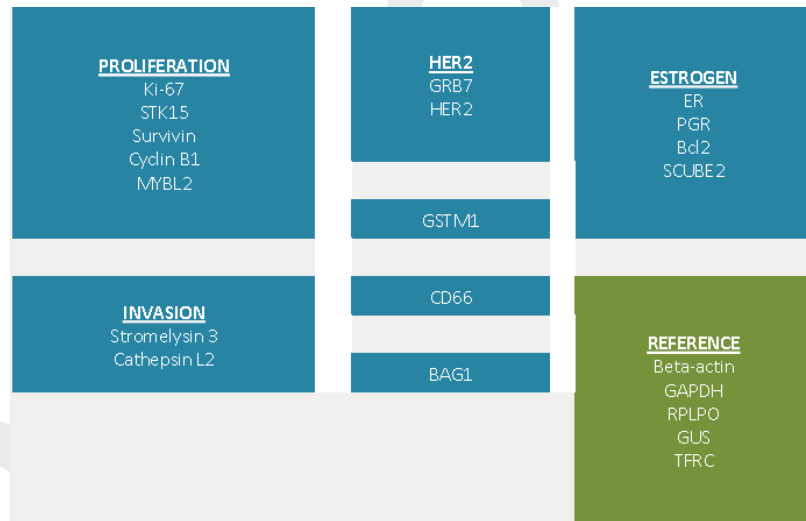 PROLIFERATION
Ki-67
STK15
Survivin
Cyclin B1
MYBL2
HER2
GRB7
HER2
ESTROGEN
ER
PGR
Bcl2
SCUBE2
GSTM1
INVASION
Stromelysin 3
Cathepsin L2
CD66
BAG1
REFERENCE
Beta-actin
GAPDH
RPLPO
GUS
TFRC